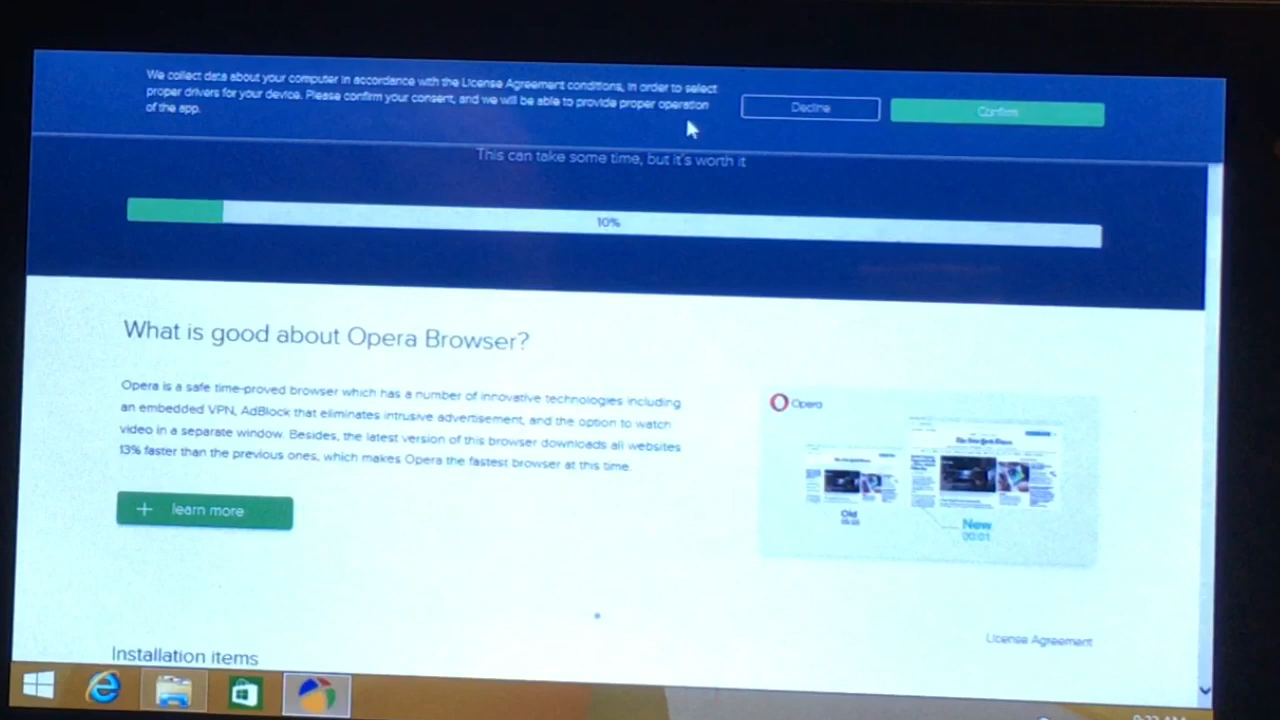 We collect data about your computer in accordance with the License Agreement conditions, in order to select
proper drivers for your device. Please confirm your consent, and we will be able to provide proper operation
of the app.
Decline
Confirm
This can take some time, but it's worth it
10%
What is good about Opera Browser?
Opera is a safe time-proved browser which has a number of innovative technologies including
an embedded VPN, AdBlock that eliminates intrusive advertisement, and the option to watch
video in a separate window. Besides, the latest version of this browser downloads all websites
13% faster than the previous ones, which makes Opera the fastest browser at this time.
+ learn more
Opera
The New York Times
Old
New
00:01
License Agreement
Installation items